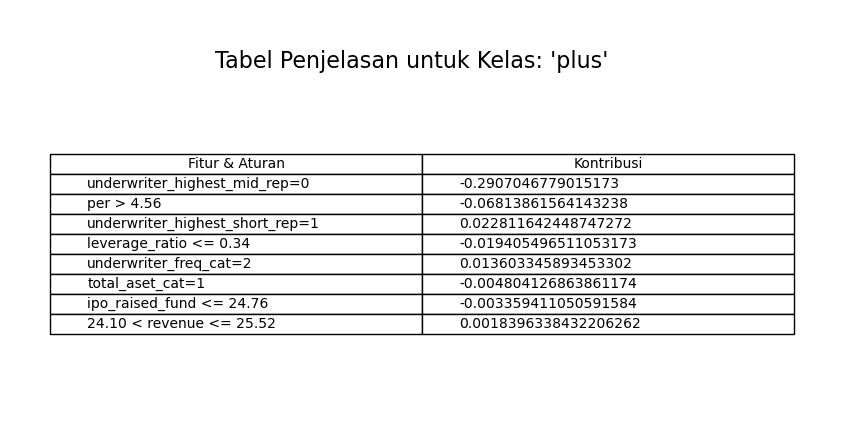 Tabel Penjelasan untuk Kelas: 'plus'
Fitur & Aturan Kontribusi
underwriter_highest_mid_rep=0 -0.2907046779015173
per > 4.56 -0.06813861564143238
underwriter_highest_short_rep=1 0.022811642448747272
leverage_ratio <= 0.34 -0.019405496511053173
underwriter_freq_cat=2 0.013603345893453302
total_aset_cat=1 -0.004804126863861174
ipo_raised_fund <= 24.76 -0.003359411050591584
24.10 < revenue <= 25.52 0.0018396338432206262